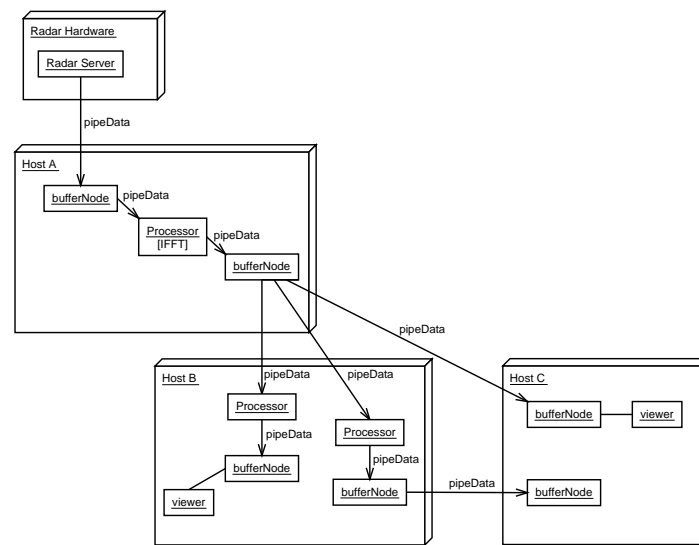 Radar Hardware
Radar Server
pipeData
Host A
bufferNode
pipeData
Processor
[IFFT]
pipeData
bufferNode
pipeData
pipeData
pipeData
Host B
Processor
Processor
pipeData
pipeData
bufferNode
viewer
bufferNode
pipeData
Host C
bufferNode
viewer
bufferNode